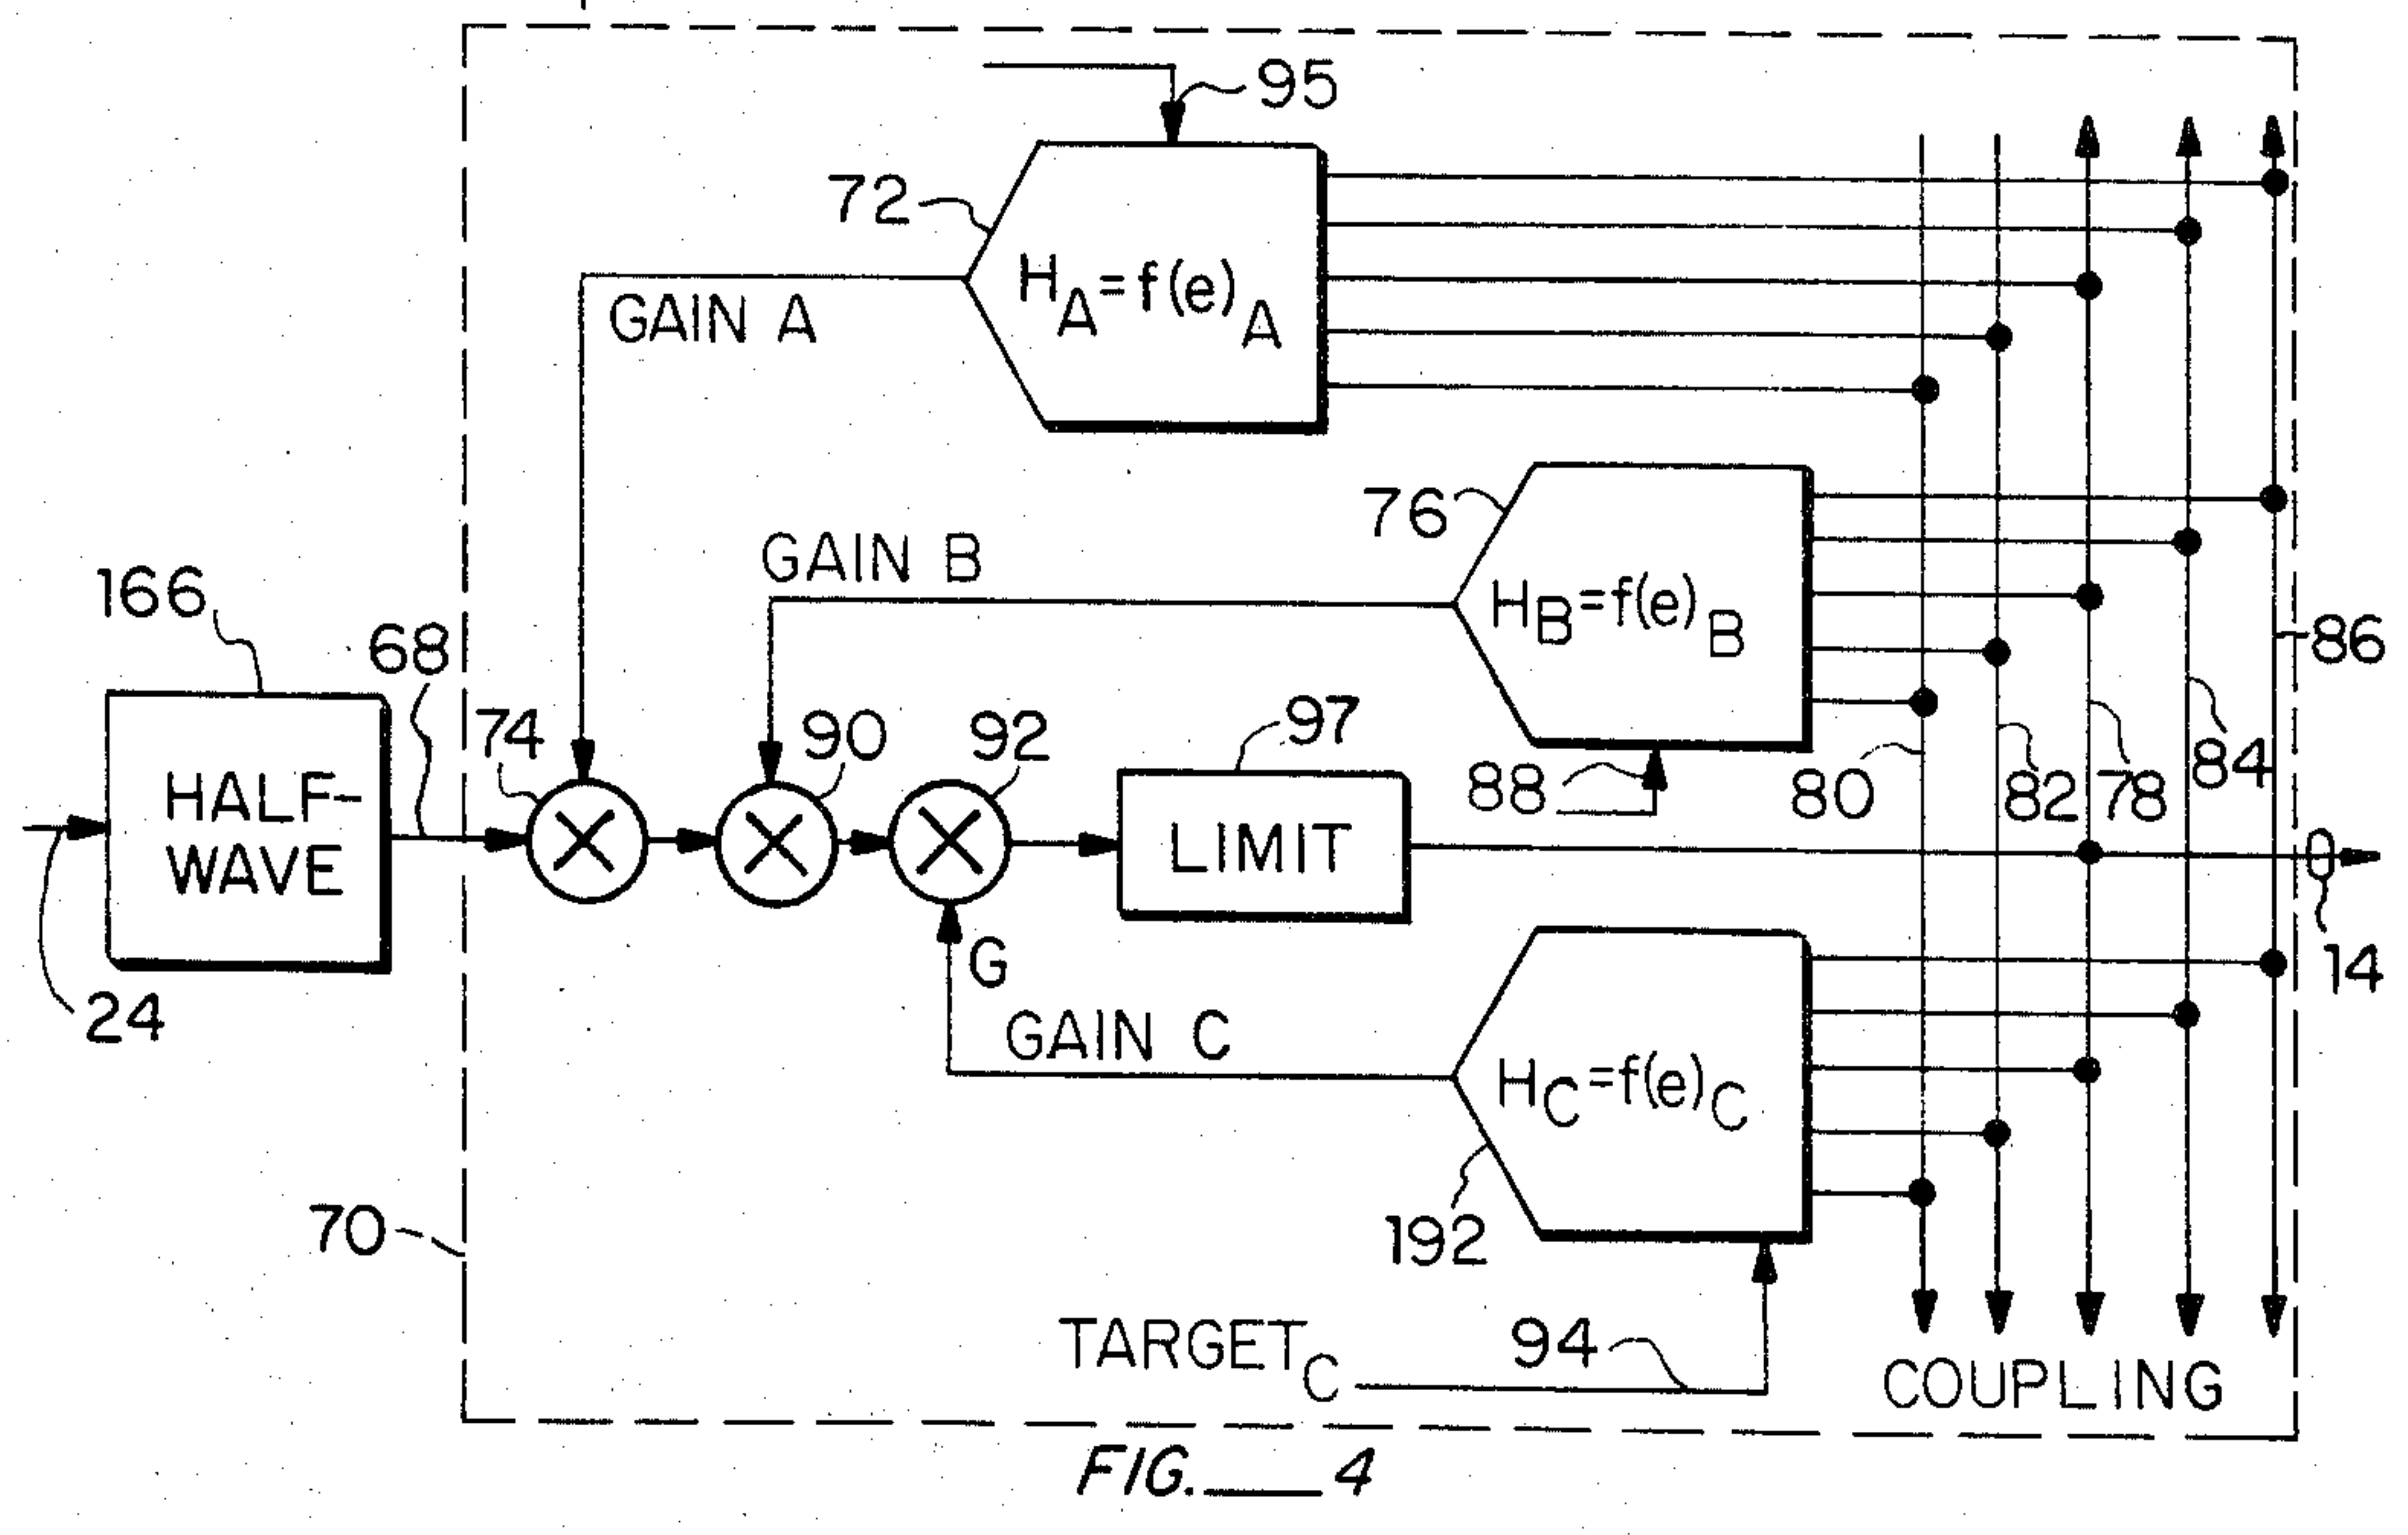 95
72
H_A=f(e)_A
GAIN A
76
GAIN B
H_B=f(e)_B
166
68
86
74
90
92
97
88
80
82
78
84
HALF-
WAVE
LIMIT
G
14
24
GAIN C
H_C=f(e)_C
70
192
TARGET_C
94
COUPLING
FIG. 4